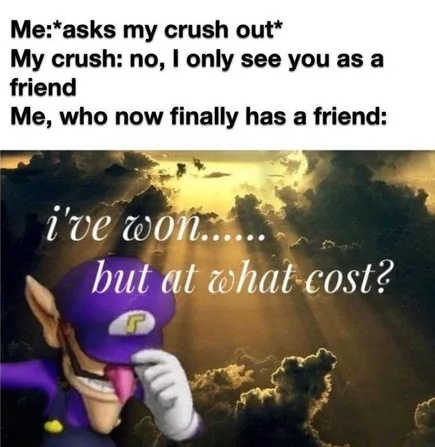 Me:*asks my crush out*
My crush: no, I only see you as a
friend
Me, who now finally has a friend:
i've won......
but at what cost?